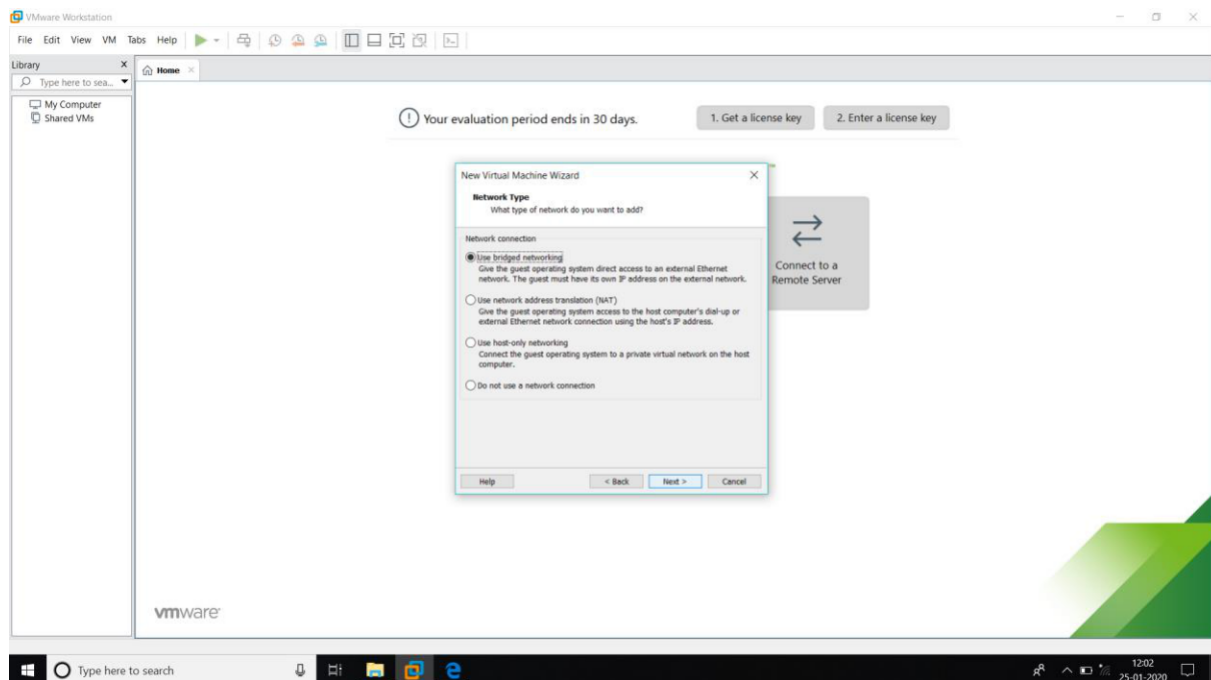 VMware Workstation
File Edit View VM Tabs Help
Library
Type here to sea...
My Computer
Shared VMs
Home
Your evaluation period ends in 30 days.
1. Get a license key
2. Enter a license key
New Virtual Machine Wizard
Network Type
What type of network do you want to add?
Network connection
Use bridged networking
Give the guest operating system direct access to an external Ethernet
network. The guest must have its own IP address on the external network.
Use network address translation (NAT)
Give the guest operating system access to the host computer's dial-up or
external Ethernet network connection using the host's IP address.
Use host-only networking
Connect the guest operating system to a private virtual network on the host
computer.
Do not use a network connection
Help
< Back
Next >
Cancel
Connect to a
Remote Server
vmware
Type here to search
12:02
25-01-2020